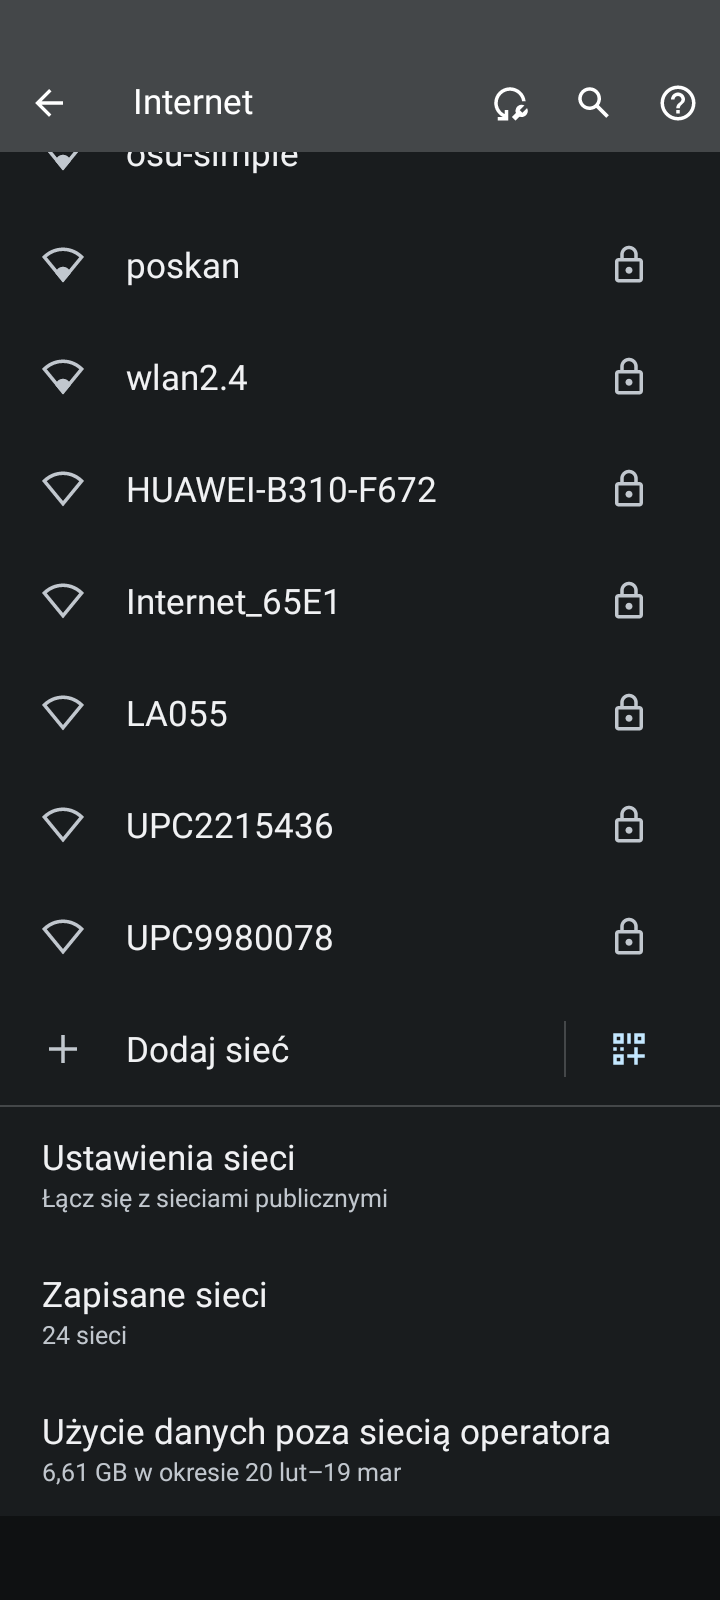 Internet
osu-simple
poskan
wlan2.4
HUAWEI-B310-F672
Internet_65E1
LA055
UPC2215436
UPC9980078
Dodaj sieć
Ustawienia sieci
Łącz się z sieciami publicznymi
Zapisane sieci
24 sieci
Użycie danych poza siecią operatora
6,61 GB w okresie 20 lut–19 mar